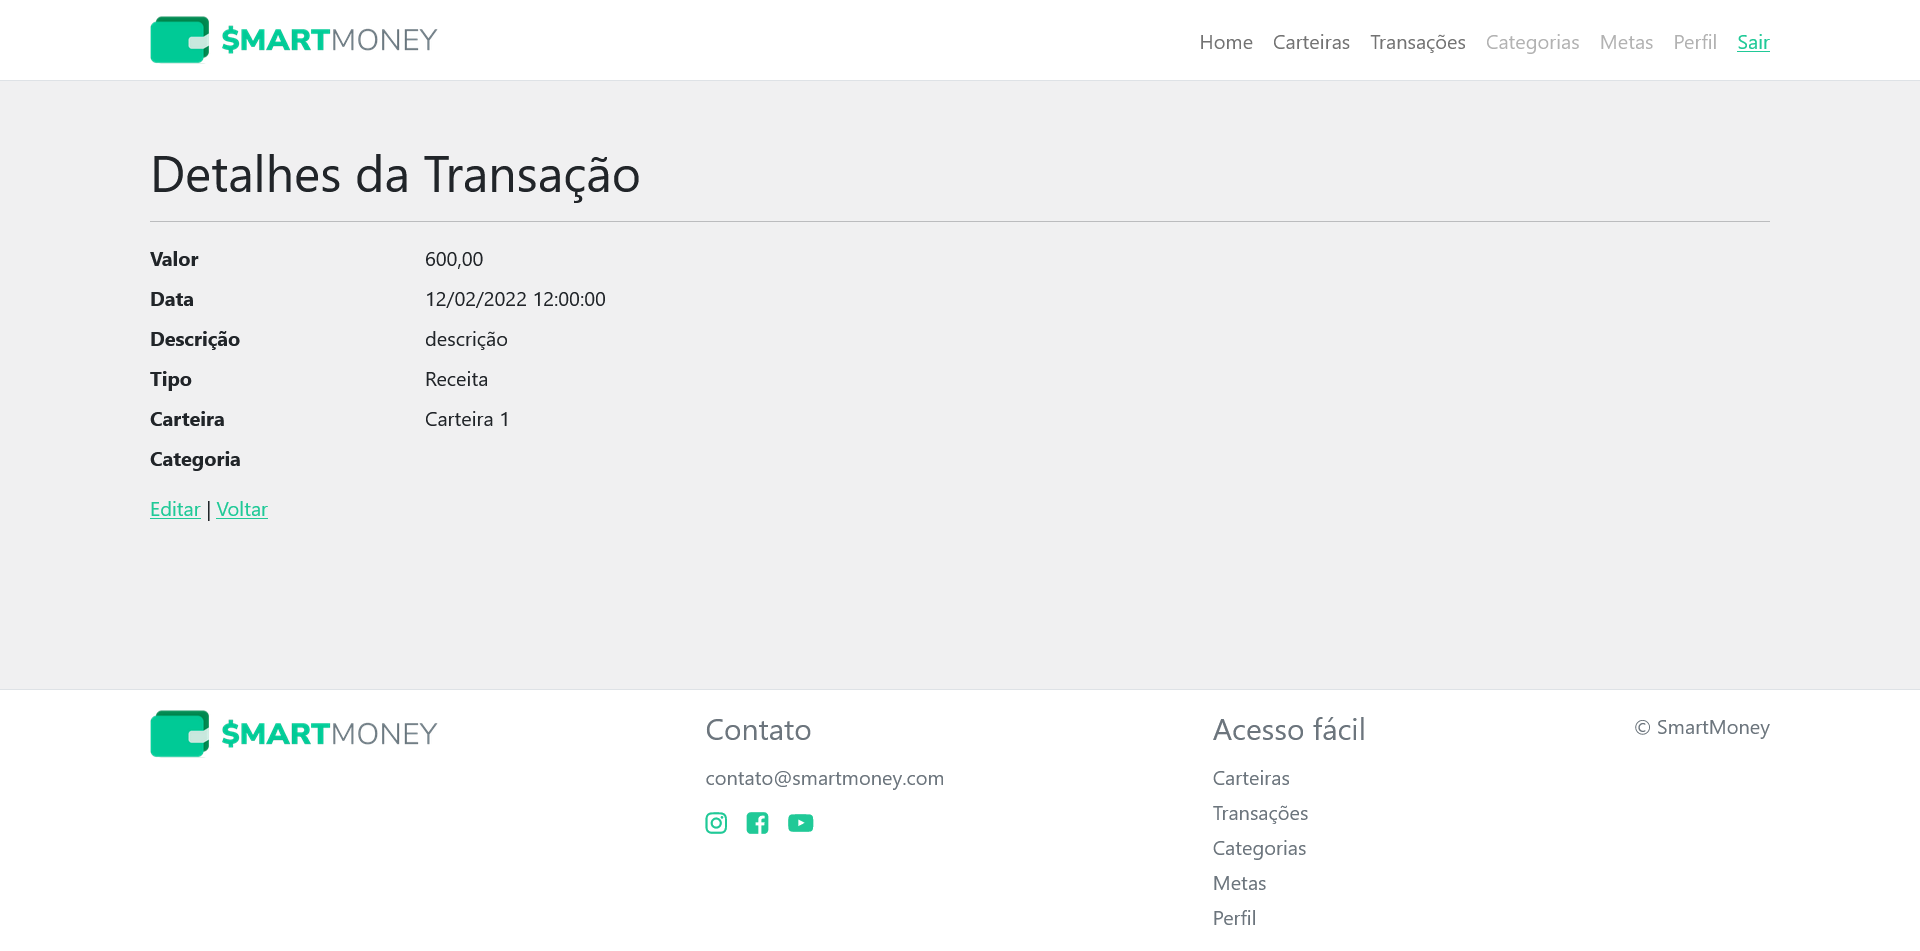 $MARTMONEY
Home Carteiras Transações Categorias Metas Perfil Sair
Detalhes da Transação
Valor 600,00
Data 12/02/2022 12:00:00
Descrição descrição
Tipo Receita
Carteira Carteira 1
Categoria
Editar | Voltar
$MARTMONEY
Contato
contato@smartmoney.com
Acesso fácil
Carteiras
Transações
Categorias
Metas
Perfil
© SmartMoney